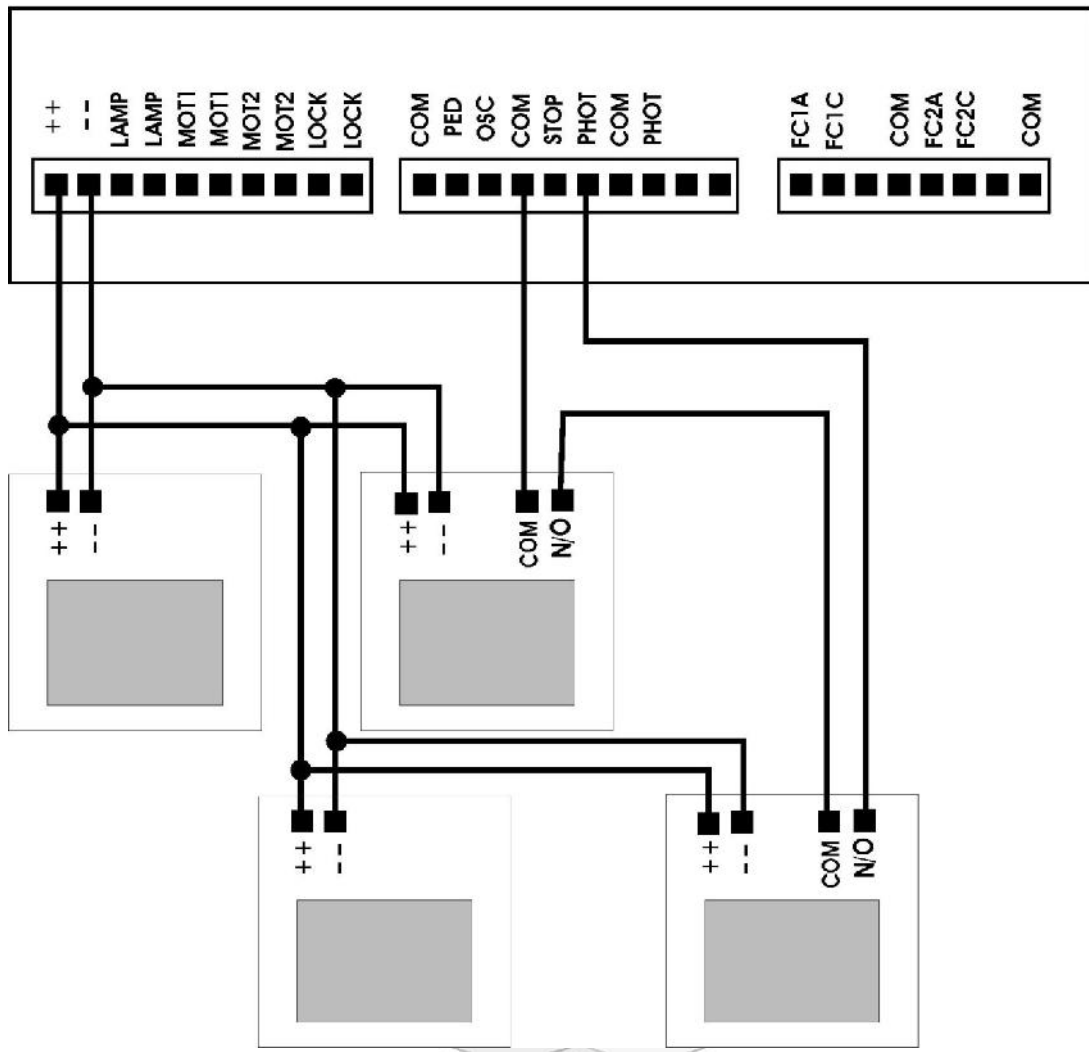 ++
--
LAMP
LAMP
MOT1
MOT1
MOT2
MOT2
LOCK
LOCK
COM
PED
OSC
COM
STOP
PHOT
COM
PHOT
FC1A
FC1C
COM
FC2A
FC2C
COM
++
--
++
--
COM
N/O
++
--
++
--
COM
N/O